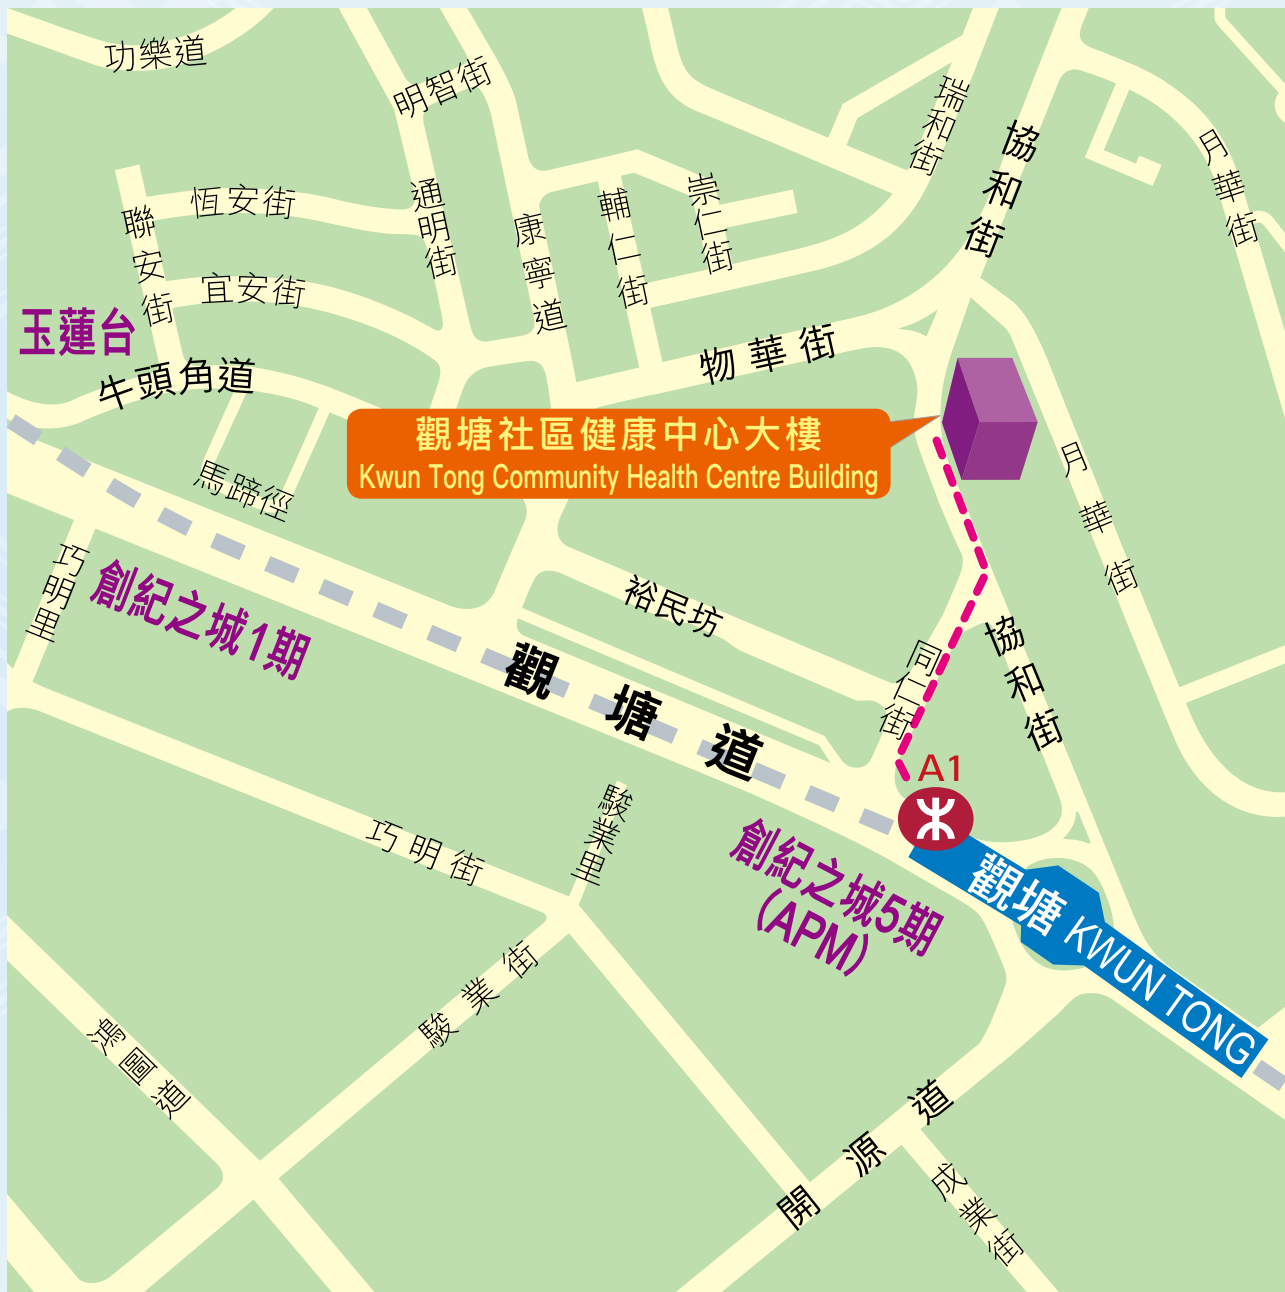 功樂道
明智街
瑞和街
協和街
月華街
恆安街
聯安街
通明街
康寧道
輔仁街
崇仁街
宜安街
玉蓮台
牛頭角道
物華街
觀塘社區健康中心大樓
Kwun Tong Community Health Centre Building
月華街
馬蹄徑
巧明里
創紀之城1期
裕民坊
同仁街
協和街
觀塘道
A1
駿業里
巧明街
創紀之城5期
(APM)
觀塘 KWUN TONG
駿業街
鴻圖道
開源道
成業街